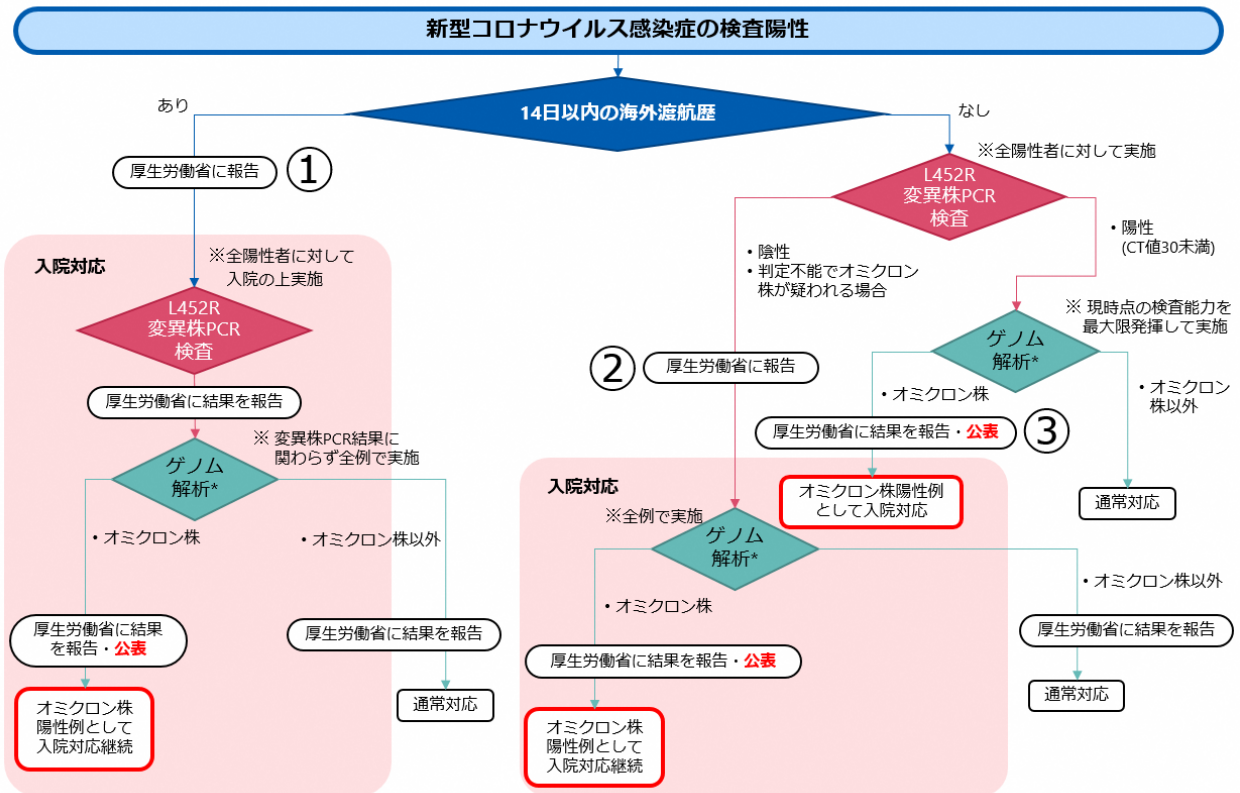 新型コロナウイルス感染症の検査陽性
14日以内の海外渡航歴
あり
なし
厚生労働省に報告
①
※全陽性者に対して
入院の上実施
入院対応
L452R
変異株PCR
検査
厚生労働省に結果を報告
※ 変異株PCR結果に
関わらず全例で実施
ゲノム
解析*
・オミクロン株
・オミクロン株以外
厚生労働省に結果
を報告・公表
オミクロン株
陽性例として
入院対応継続
厚生労働省に結果を報告
通常対応
※全陽性者に対して実施
L452R
変異株PCR
検査
・陰性
・判定不能でオミクロン
株が疑われる場合
・陽性
(CT値30未満)
②
厚生労働省に報告
※ 現時点の検査能力を
最大限発揮して実施
ゲノム
解析*
・オミクロン株
・オミクロン
株以外
厚生労働省に結果を報告・公表
③
オミクロン株陽性例
として入院対応
通常対応
入院対応
※全例で実施
ゲノム
解析*
・オミクロン株
・オミクロン株以外
厚生労働省に結果を報告・公表
オミクロン株
陽性例として
入院対応継続
厚生労働省に結果を報告
通常対応